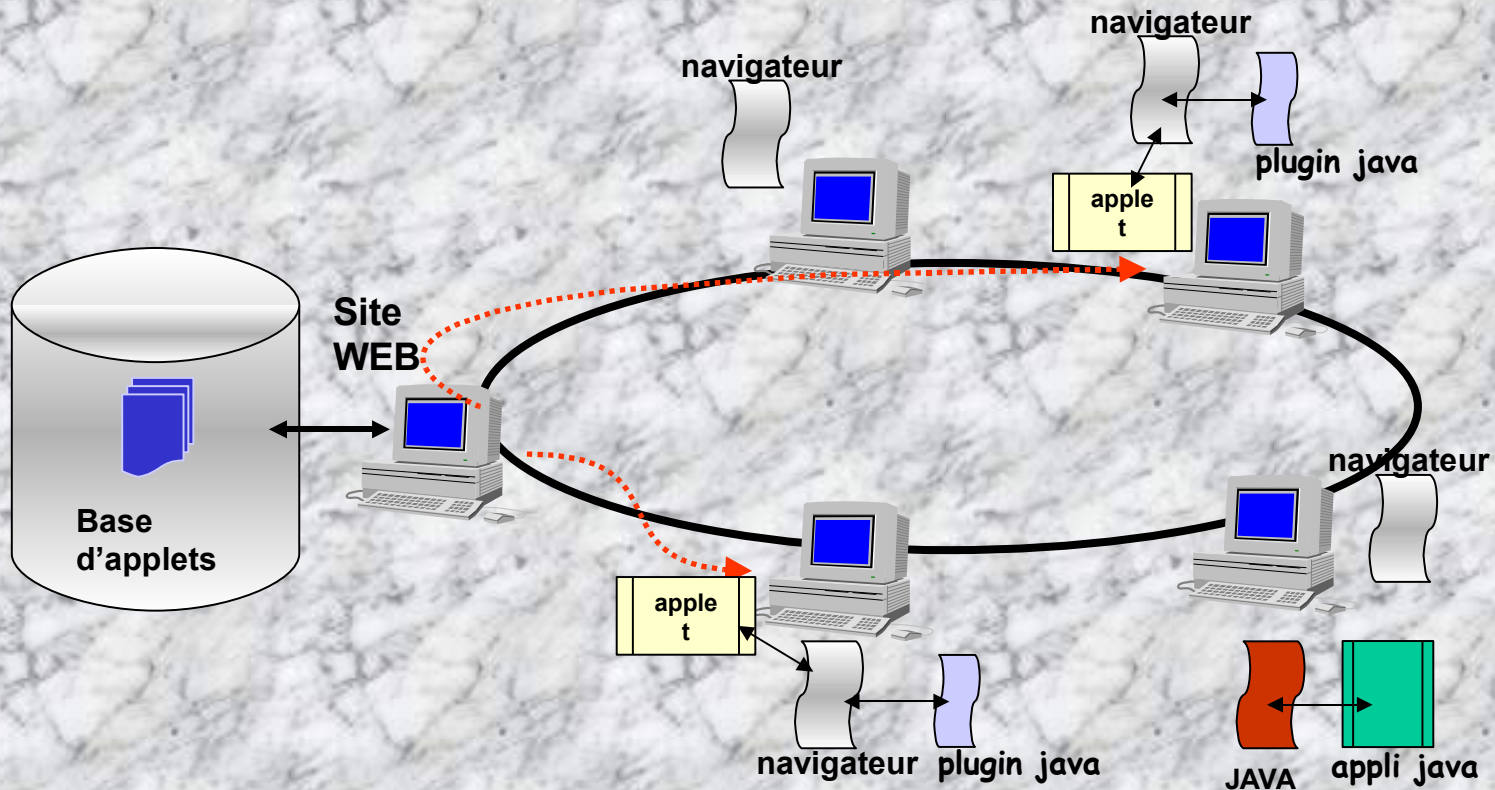 navigateur
navigateur
plugin java
apple
t
Site
WEB
navigateur
Base
d’applets
apple
t
navigateur
plugin java
JAVA
appli java